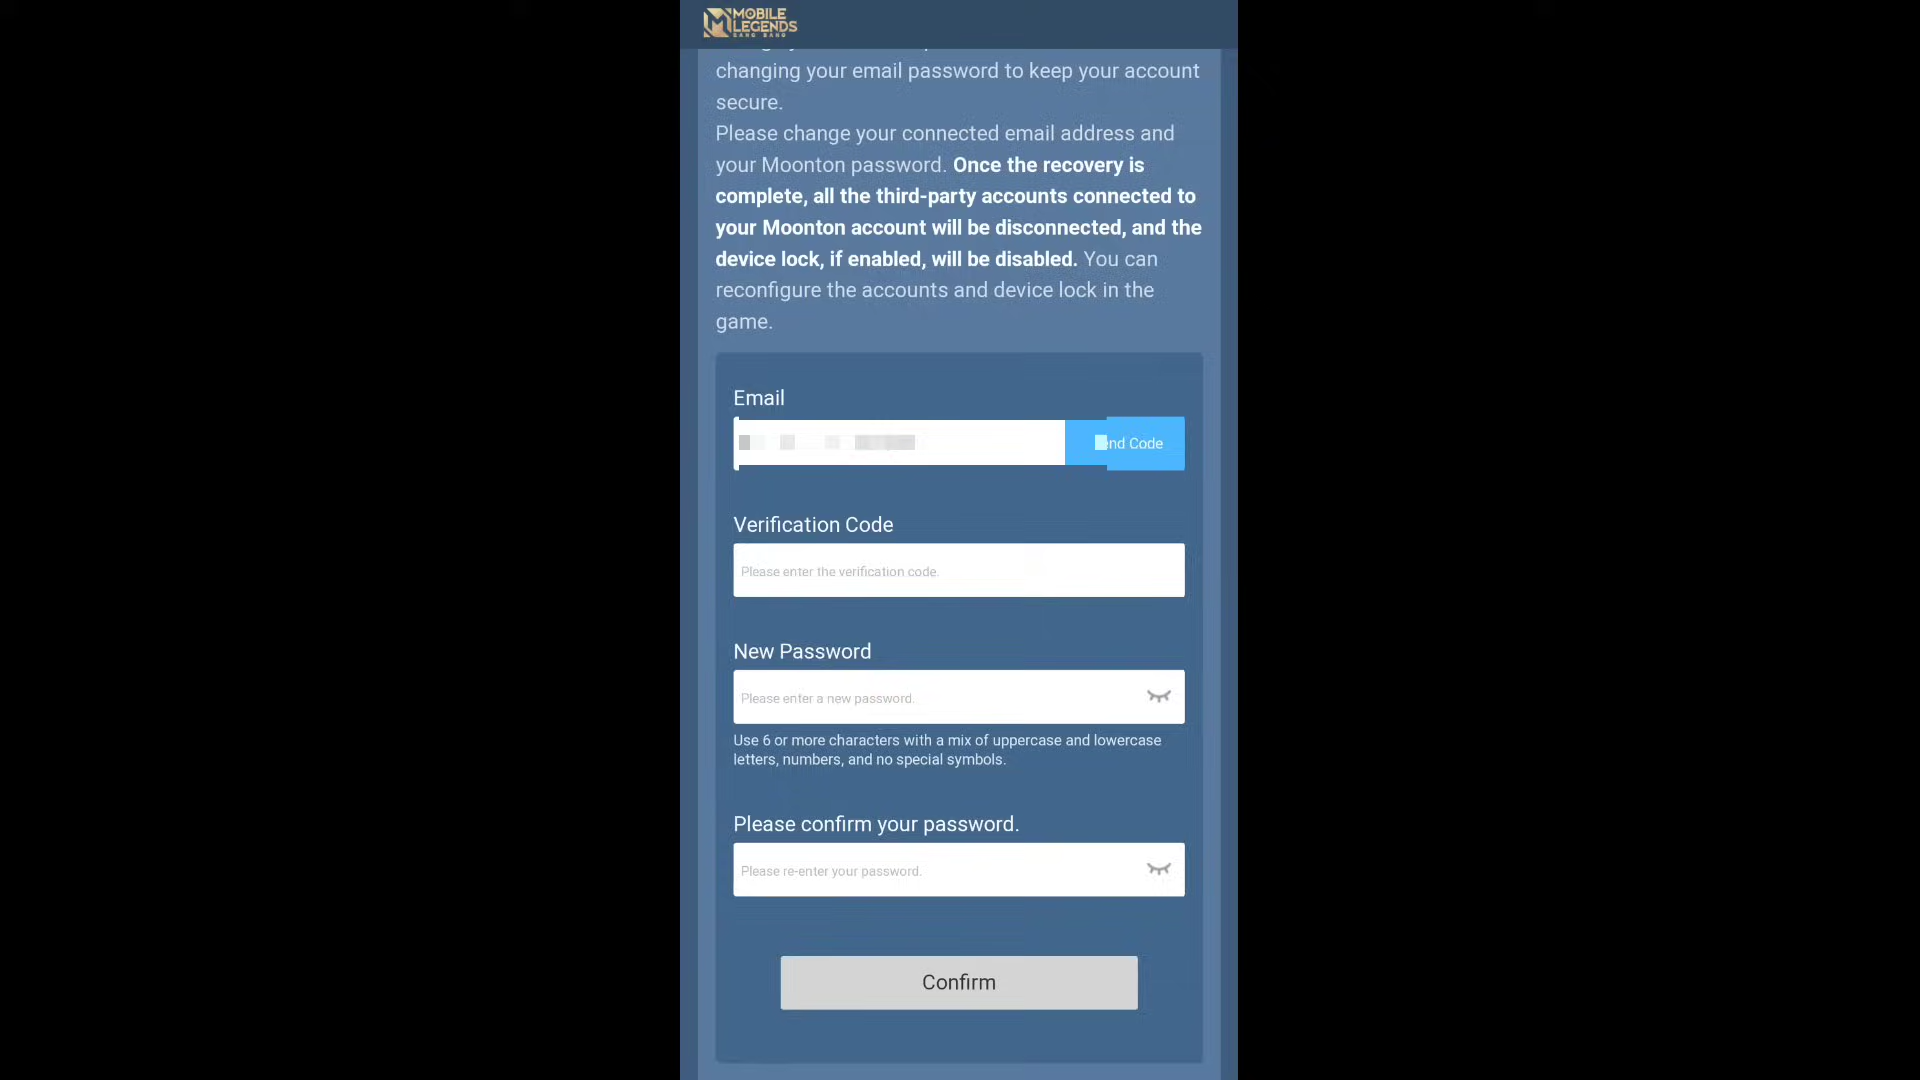 MOBILE
LEGENDS
BANG BANG
changing your email password to keep your account
secure.
Please change your connected email address and
your Moonton password. Once the recovery is
complete, all the third-party accounts connected to
your Moonton account will be disconnected, and the
device lock, if enabled, will be disabled. You can
reconfigure the accounts and device lock in the
game.
Email
Code
Verification Code
Please enter the verification code.
New Password
Please enter a new password.
Use 6 or more characters with a mix of uppercase and lowercase
letters, numbers, and no special symbols.
Please confirm your password.
Please re-enter your password.
Confirm